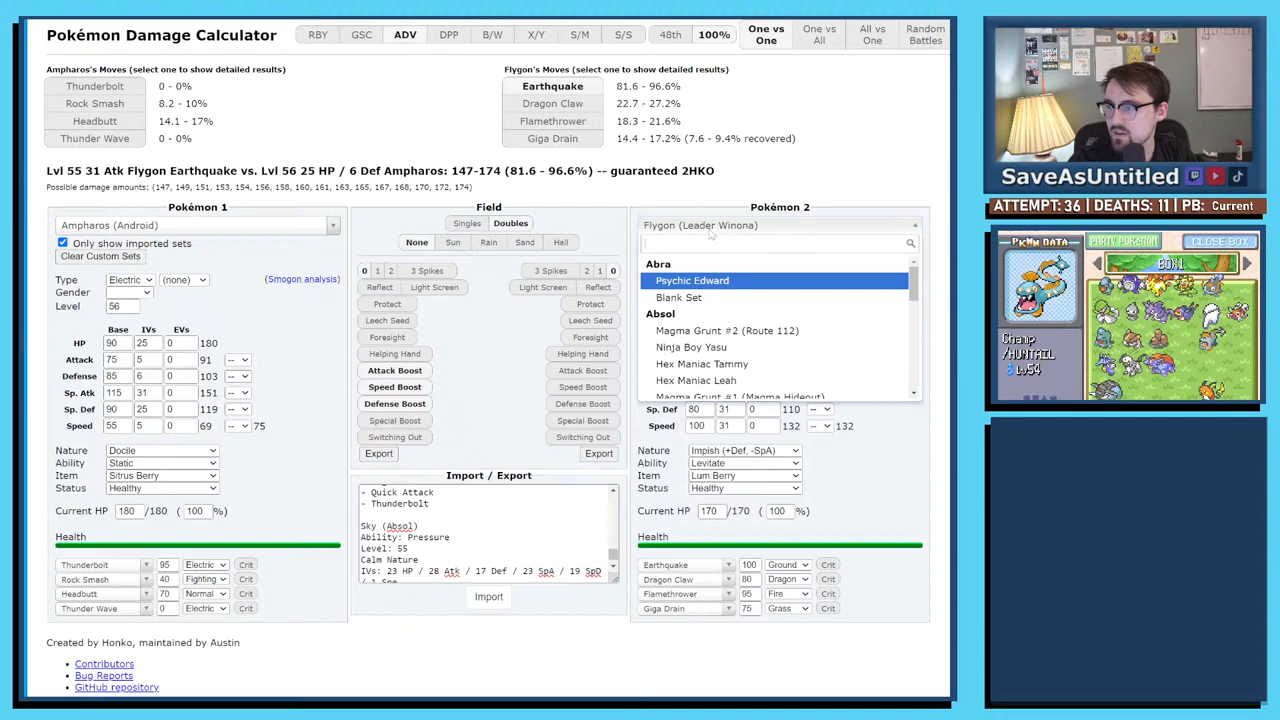 Pokémon Damage Calculator
RBY GSC ADV DPP B/W X/Y S/M S/S 48th 100% One vs One One vs All All vs One Random Battles
Ampharos's Moves (select one to show detailed results)
Thunderbolt 0 - 0%
Rock Smash 8.2 - 10%
Headbutt 14.1 - 17%
Thunder Wave 0 - 0%
Flygon's Moves (select one to show detailed results)
Earthquake 81.6 - 96.6%
Dragon Claw 22.7 - 27.2%
Flamethrower 18.3 - 21.6%
Giga Drain 14.4 - 17.2% (7.6 - 9.4% recovered)
Lvl 55 31 Atk Flygon Earthquake vs. Lvl 56 25 HP / 6 Def Ampharos: 147-174 (81.6 - 96.6%) -- guaranteed 2HKO
Possible damage amounts: (147, 149, 151, 153, 154, 156, 158, 160, 161, 163, 165, 167, 168, 170, 172, 174)
Pokémon 1
Ampharos (Android)
Only show imported sets
Clear Custom Sets
Type Electric (none) (Smogon analysis)
Gender
Level 56
Base IVs EVs
HP 90 25 0 180
Attack 75 5 0 91 --
Defense 85 6 0 103 --
Sp. Atk 115 31 0 151 --
Sp. Def 90 25 0 119 --
Speed 55 5 0 69 -- 75
Nature Docile
Ability Static
Item Sitrus Berry
Status Healthy
Current HP 180 /180 ( 100 %)
Health
Thunderbolt 95 Electric Crit
Rock Smash 40 Fighting Crit
Headbutt 70 Normal Crit
Thunder Wave 0 Electric Crit
Field
Singles Doubles
None Sun Rain Sand Hail
0 1 2 3 Spikes 3 Spikes 2 1 0
Reflect Light Screen Light Screen Reflect
Protect Protect
Leech Seed Leech Seed
Foresight Foresight
Helping Hand Helping Hand
Attack Boost Attack Boost
Speed Boost Speed Boost
Defense Boost Defense Boost
Special Boost Special Boost
Switching Out Switching Out
Export Export
Import / Export
- Quick Attack
- Thunderbolt
Sky (Absol)
Ability: Pressure
Level: 55
Calm Nature
IVs: 23 HP / 28 Atk / 17 Def / 23 SpA / 19 SpD
/ 1 Spe
Import
Pokémon 2
Flygon (Leader Winona)
Abra
Psychic Edward
Blank Set
Absol
Magma Grunt #2 (Route 112)
Ninja Boy Yasu
Hex Maniac Tammy
Hex Maniac Leah
Magma Grunt #1 (Magma Hideout)
Sp. Def 80 31 0 110 --
Speed 100 31 0 132 -- 132
Nature Impish (+Def, -SpA)
Ability Levitate
Item Lum Berry
Status Healthy
Current HP 170 /170 ( 100 %)
Health
Earthquake 100 Ground Crit
Dragon Claw 80 Dragon Crit
Flamethrower 95 Fire Crit
Giga Drain 75 Grass Crit
Created by Honko, maintained by Austin
Contributors
Bug Reports
GitHub repository
SaveAsUntitled
ATTEMPT: 36 | DEATHS: 11 | PB: Current
PKMN DATA PARTY POKéMON CLOSE BOX
BOX1
Champ
/HUNTAIL
Lv54